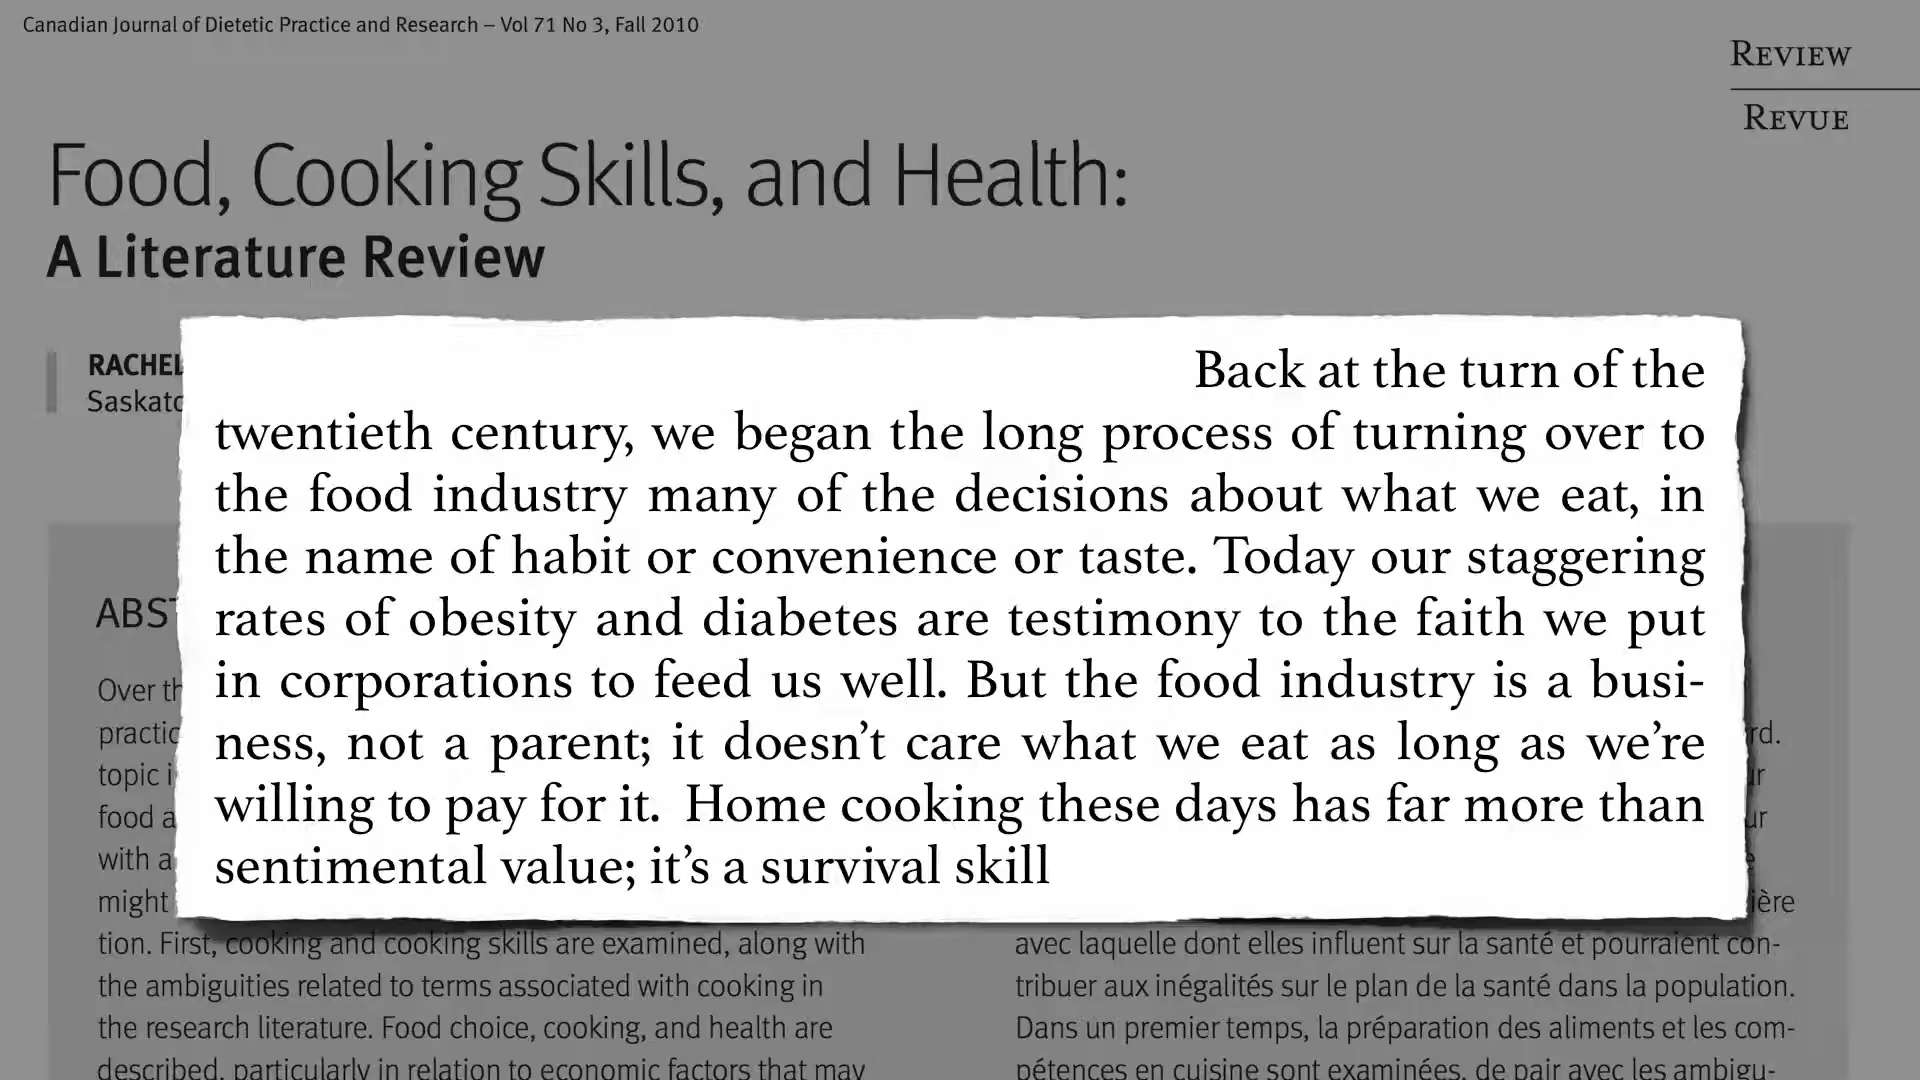 Canadian Journal of Dietetic Practice and Research – Vol 71 No 3, Fall 2010
REVIEW
REVUE
Food, Cooking Skills, and Health:
A Literature Review
RACHEL
Back at the turn of the
twentieth century, we began the long process of turning over to
the food industry many of the decisions about what we eat, in
the name of habit or convenience or taste. Today our staggering
rates of obesity and diabetes are testimony to the faith we put
in corporations to feed us well. But the food industry is a busi-
ness, not a parent; it doesn’t care what we eat as long as we’re
willing to pay for it. Home cooking these days has far more than
sentimental value; it’s a survival skill
Over
topic
food
with
might
tion. First, cooking and cooking skills are examined, along with
the ambiguities related to terms associated with cooking in
the research literature. Food choice, cooking, and health are
described, particularly in relation to economic factors that may
avec laquelle dont elles influent sur la santé et pourraient con-
tribuer aux inégalités sur le plan de la santé dans la population.
Dans un premier temps, la préparation des aliments et les com-
pétences en cuisine sont examinées, de pair avec les ambigu-